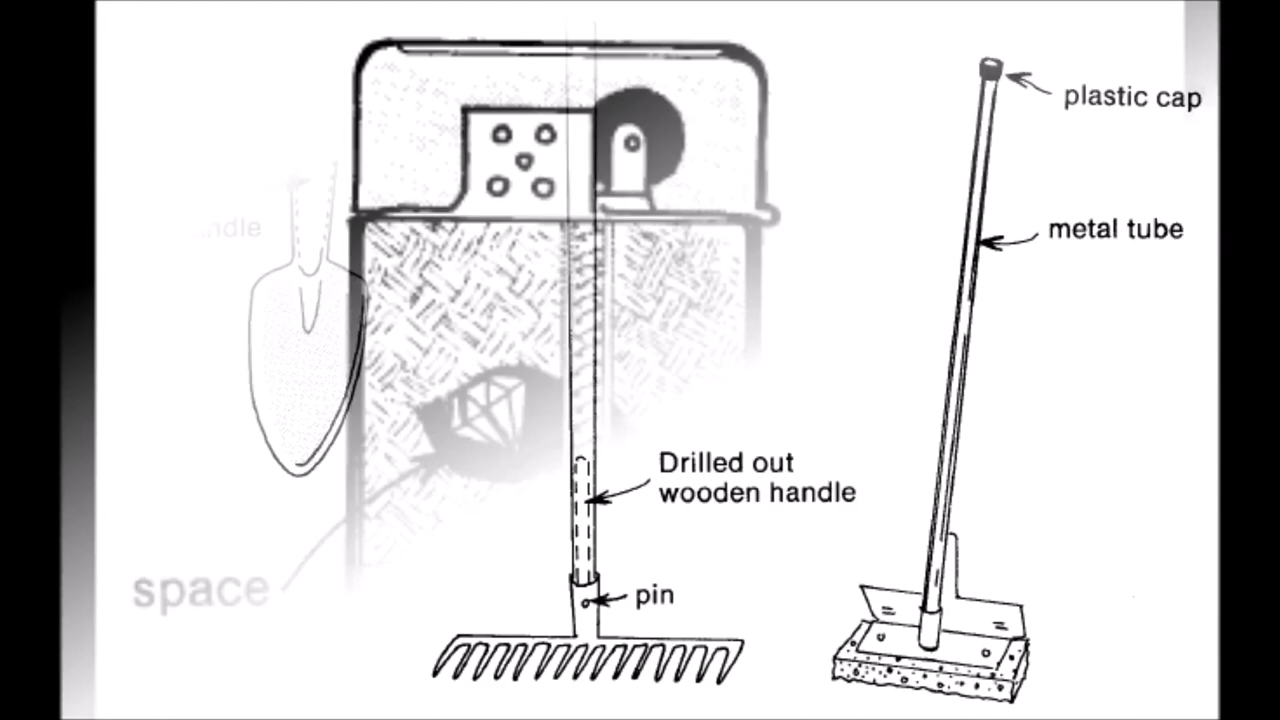 plastic cap
metal tube
Drilled out
wooden handle
space
pin